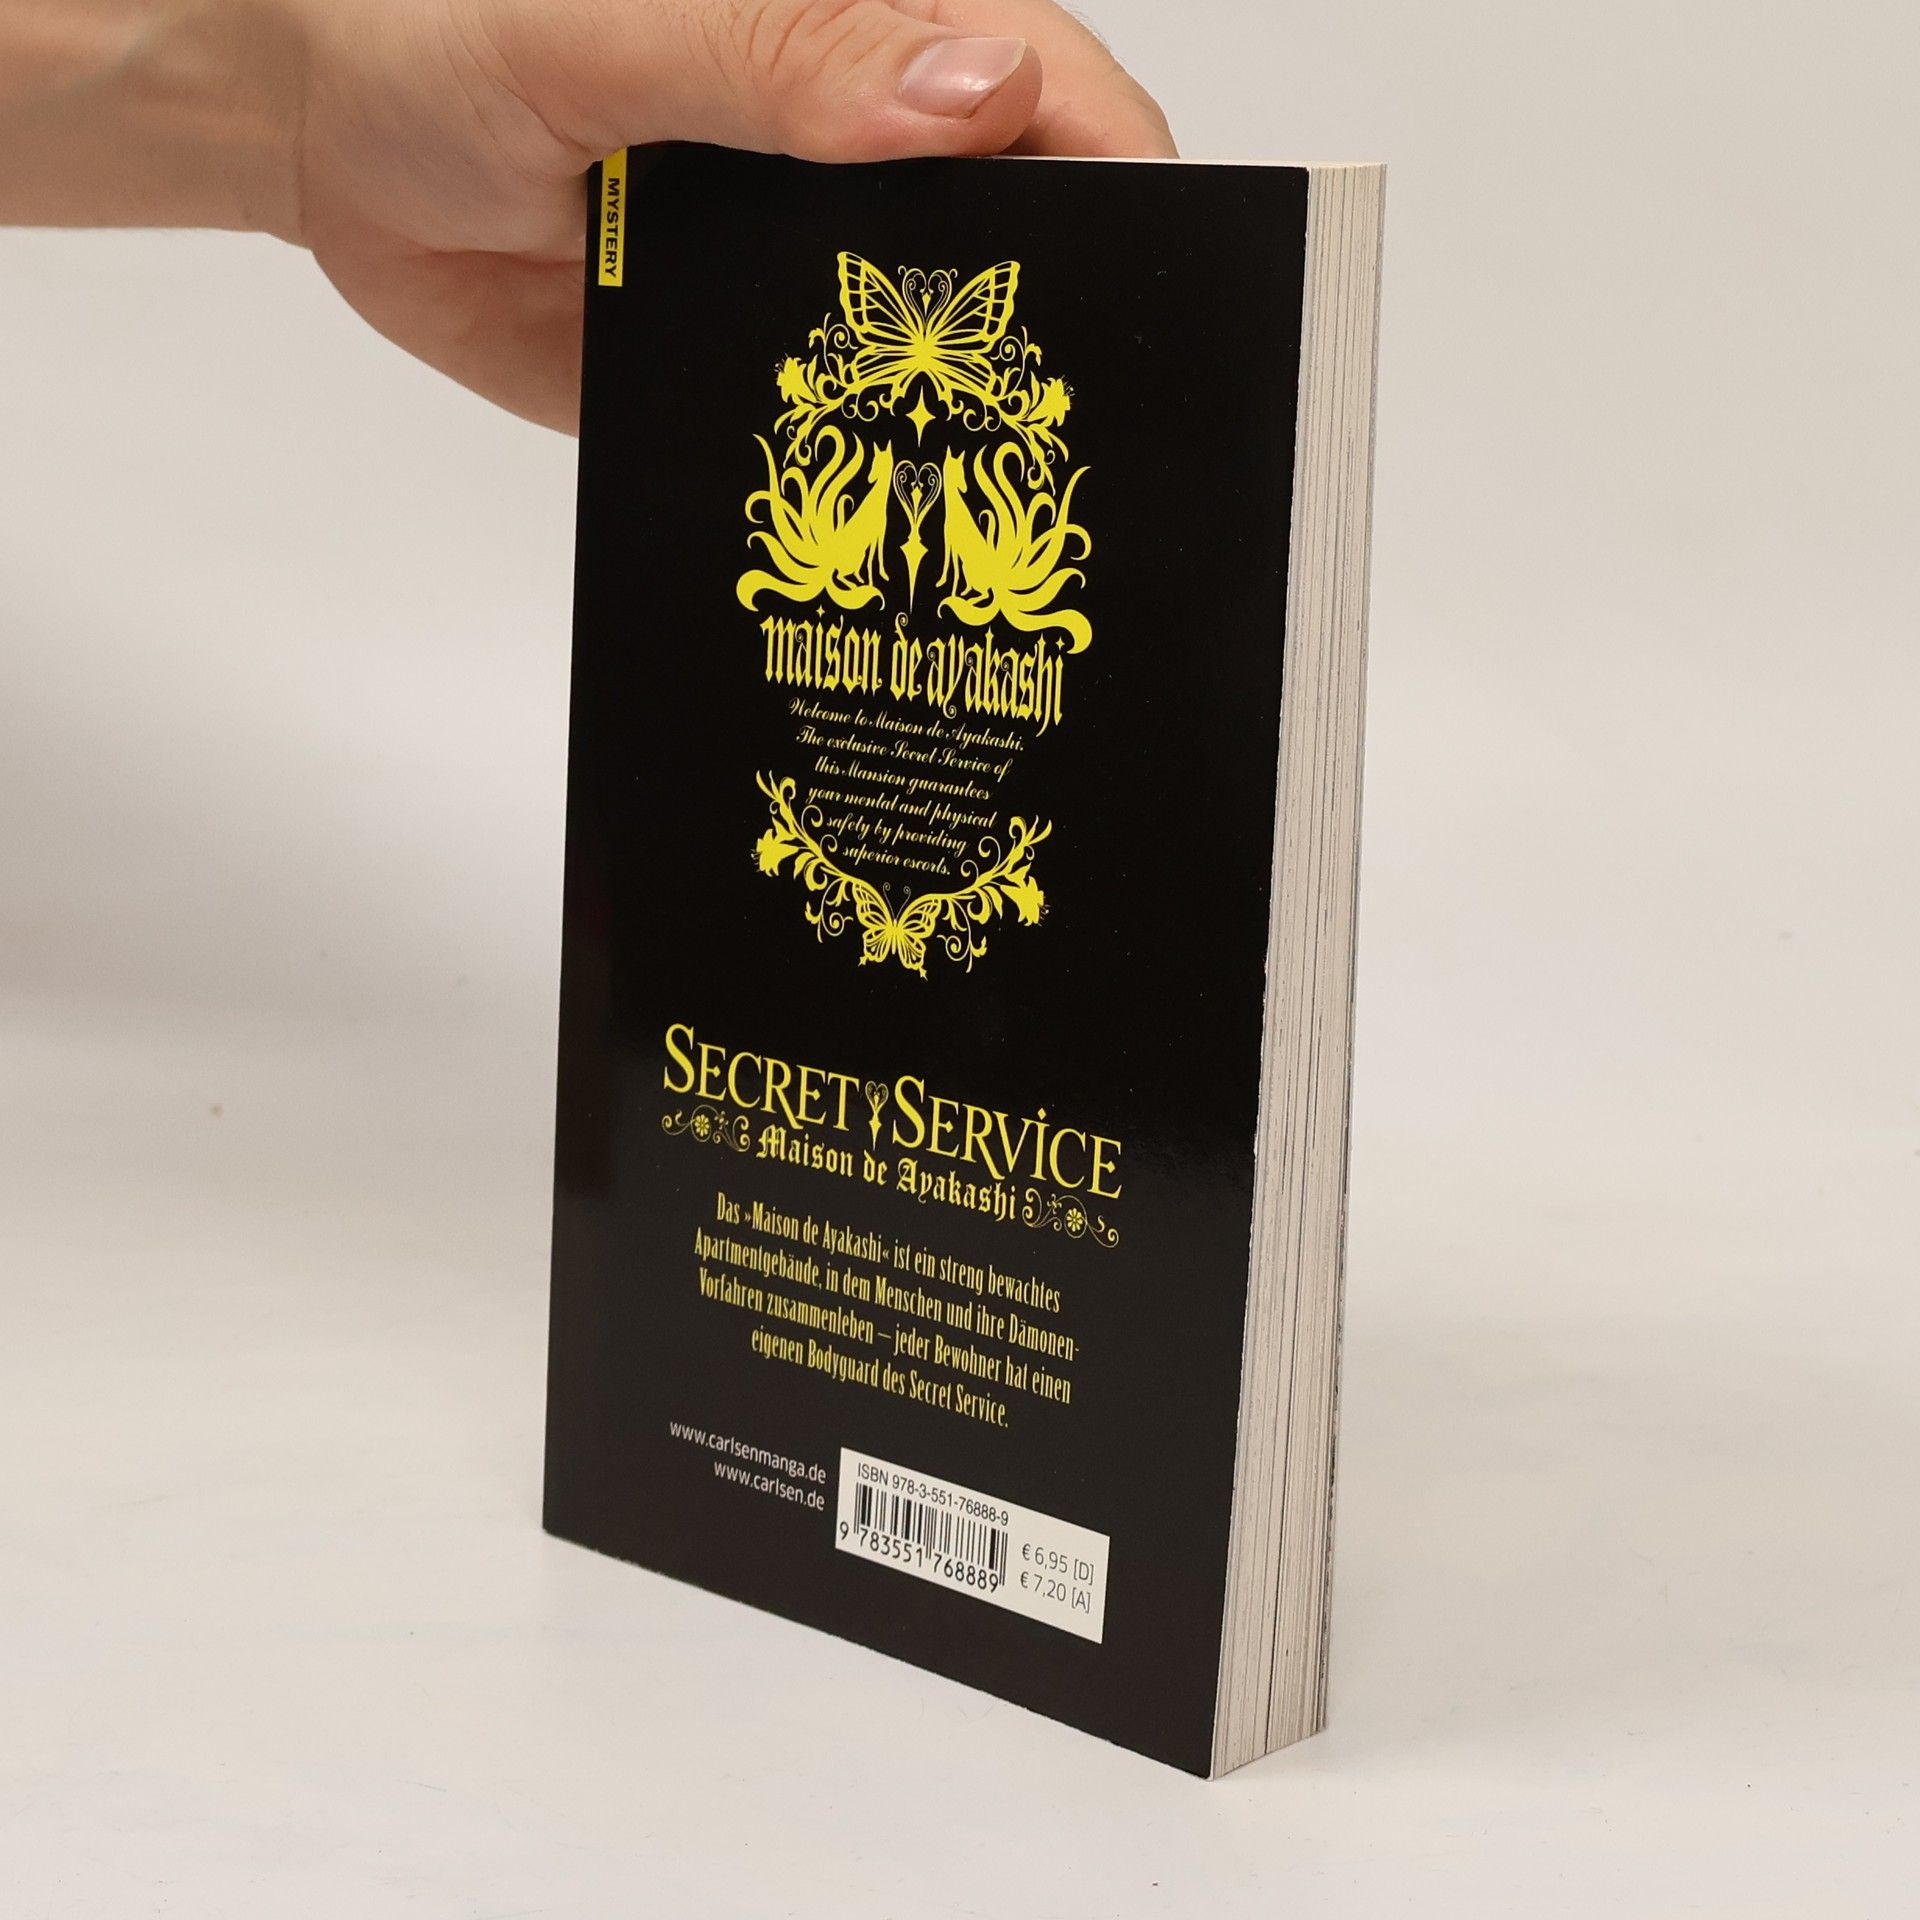 MYSTERY
maison de ayakashi
Welcome to Maison de Ayakashi.
The exclusive Secret Service of
this Mansion guarantees
your mental and physical
safety by providing
superior escorts.
SECRET SERVICE
Maison de Ayakashi
Das »Maison de Ayakashi« ist ein streng bewachtes
Apartmentgebäude, in dem Menschen und ihre Dämonen-
Vorfahren zusammenleben – jeder Bewohner hat einen
eigenen Bodyguard des Secret Service.
www.carlsenmanga.de
www.carlsen.de
ISBN 978-3-551-76888-9
9 783551 768889
€ 6,95 [D]
€ 7,20 [A]